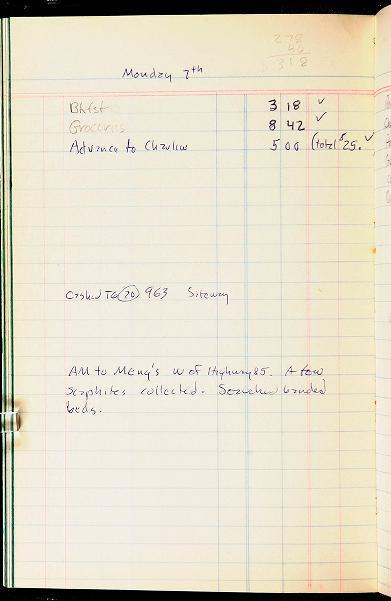 278
40
318
Monday 7th
Bkfst 3 18 ✓
Groceries 8 42 ✓
Advance to Charlie 5 00 (total $25. ✓
Cashed TC (20) 963 Safeway
AM to Meng's W of Highway 85. A few
scaphites collected. Searched banded
beds.